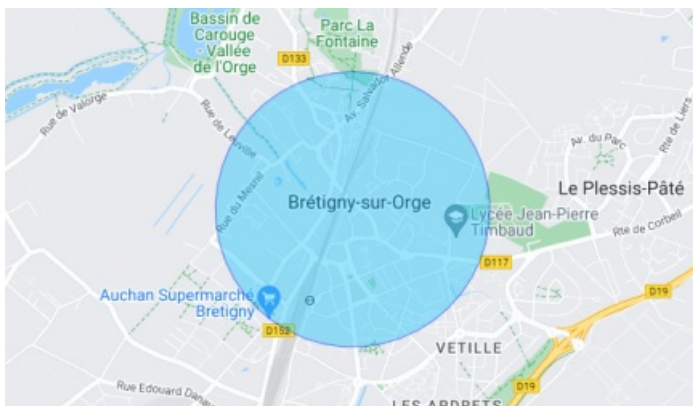 Bassin de
Carouge
- Vallée
de l'Orge
Parc La
Fontaine
D133
Av. Salvador Allende
Rue de Valorge
Rue de Leuville
Rue du Mesnil
Av. du Parc
Rte de Liers
Brétigny-sur-Orge
Le Plessis-Pâté
Lycée Jean-Pierre
Timbaud
Rte de Corbeil
D117
D19
Auchan Supermarché
Bretigny
D152
VETILLE
D19
Rue Edouard Danaux
LES ARDRETS